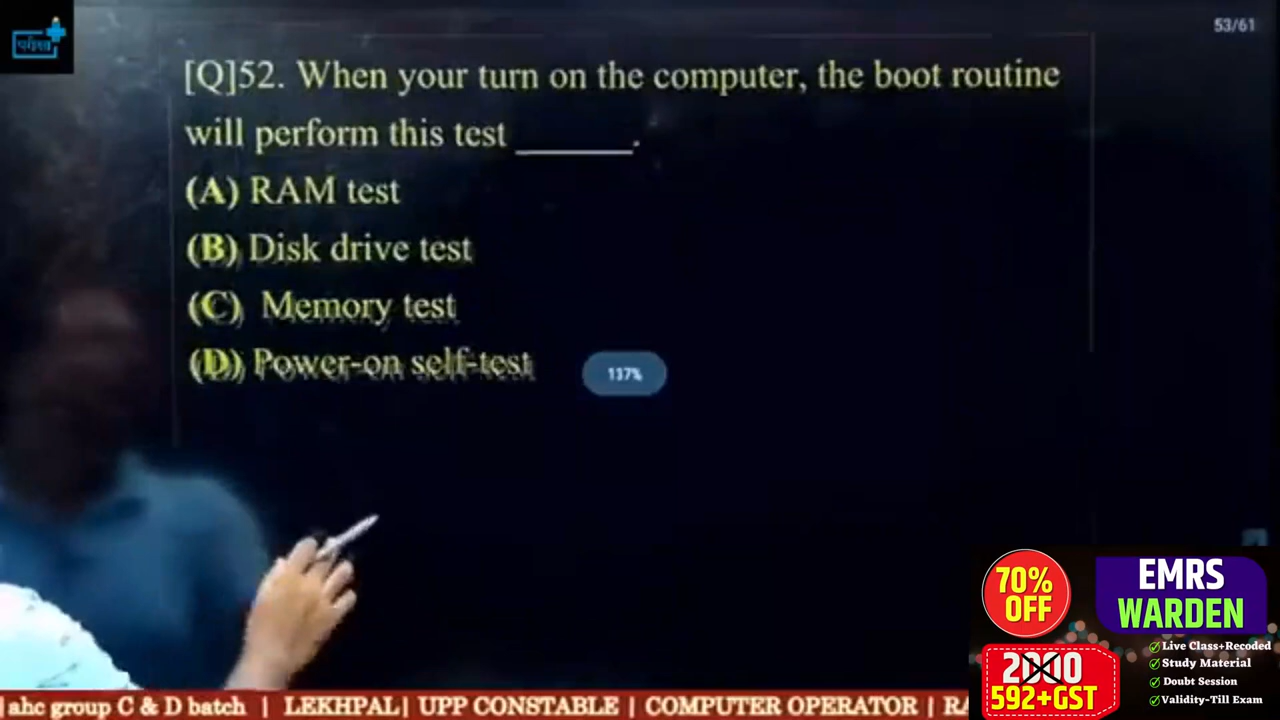 परीक्षा
53/61
[Q]52. When your turn on the computer, the boot routine
will perform this test ______.
(A) RAM test
(B) Disk drive test
(C) Memory test
(D) Power-on self-test
137%
70%
OFF
EMRS
WARDEN
2000
592+GST
Live Class+Recoded
Study Material
Doubt Session
Validity-Till Exam
ahc group C & D batch | LEKHPAL| UPP CONSTABLE | COMPUTER OPERATOR |